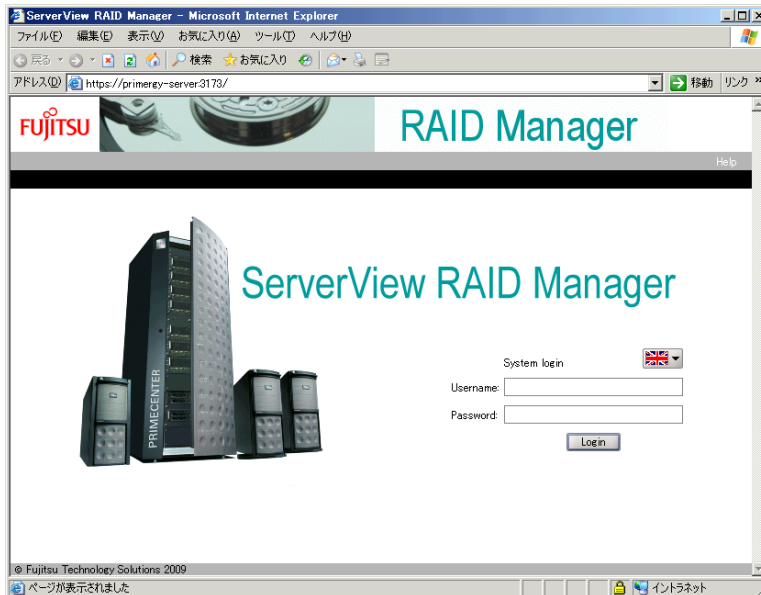 ServerView RAID Manager - Microsoft Internet Explorer
ファイル(F) 編集(E) 表示(V) お気に入り(A) ツール(T) ヘルプ(H)
戻る 検索 お気に入り
アドレス(D) https://primergy-server:3173/ 移動 リンク »
FUJITSU RAID Manager
Help
ServerView RAID Manager
PRIMECENTER
System login
Username:
Password:
Login
© Fujitsu Technology Solutions 2009
ページが表示されました イントラネット